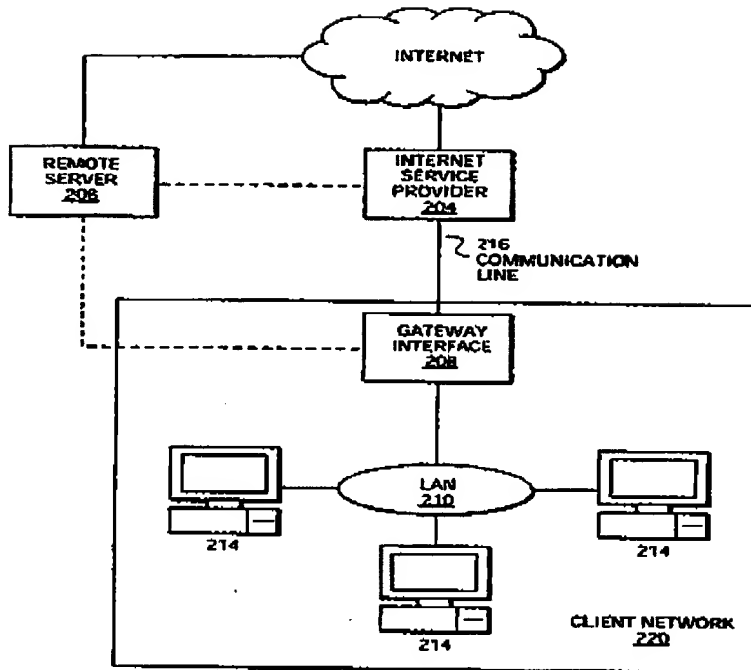 INTERNET
REMOTE
SERVER
206
INTERNET
SERVICE
PROVIDER
204
216
COMMUNICATION
LINE
GATEWAY
INTERFACE
208
LAN
210
214
214
214
CLIENT NETWORK
220